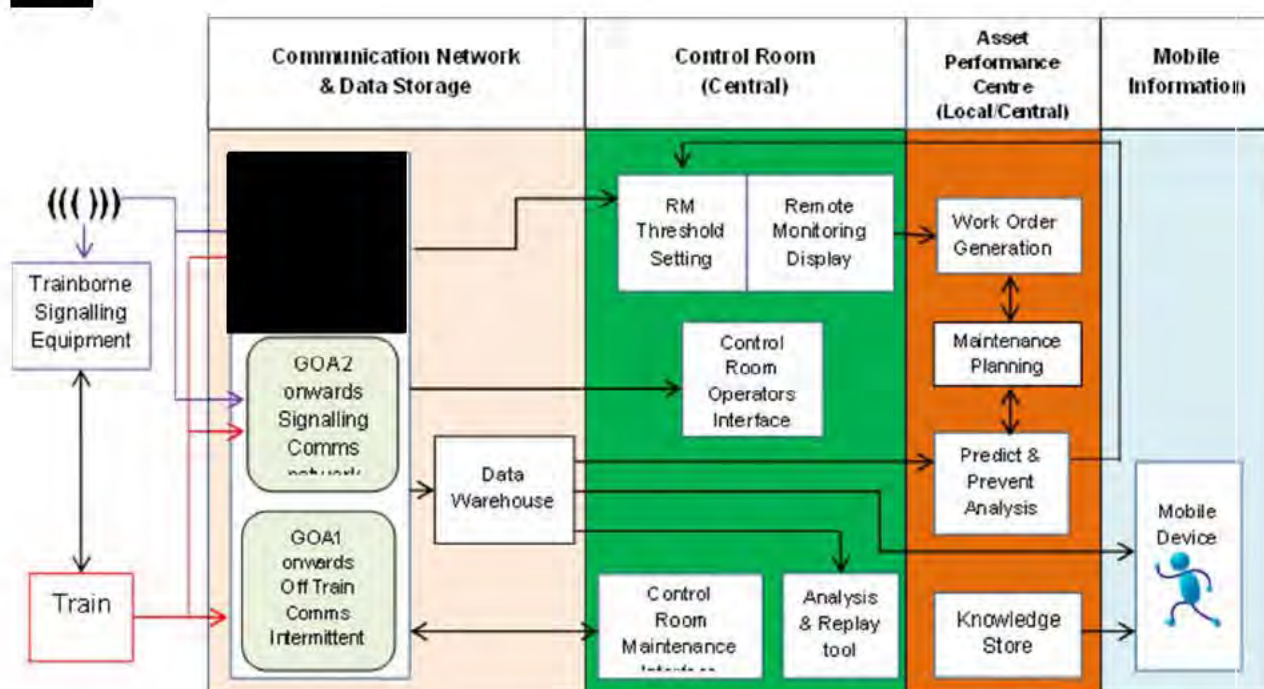 Communication Network
& Data Storage
Control Room
(Central)
Asset
Performance
Centre
(Local/Central)
Mobile
Information
((( )))
Trainborne
Signalling
Equipment
Train
GOA2
onwards
Signalling
Comms
GOA1
onwards
Off Train
Comms
Intermittent
Data
Warehouse
RM
Threshold
Setting
Remote
Monitoring
Display
Control
Room
Operators
Interface
Control
Room
Maintenance
Analysis
& Replay
tool
Work Order
Generation
Maintenance
Planning
Predict &
Prevent
Analysis
Knowledge
Store
Mobile
Device